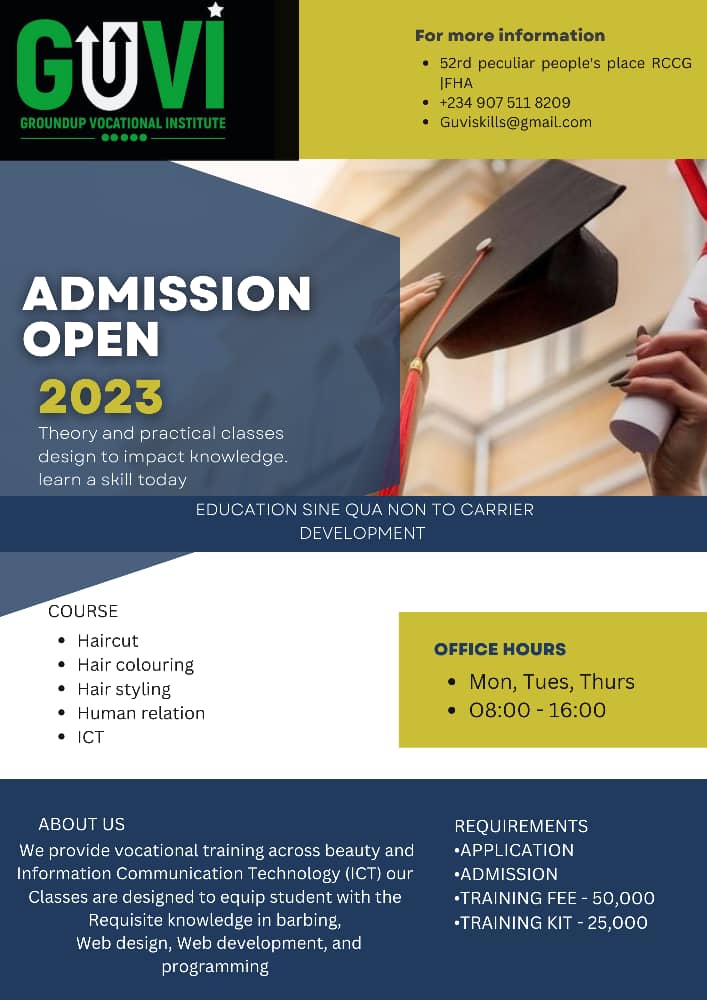 GUVI
GROUNDUP VOCATIONAL INSTITUTE
For more information
• 52rd peculiar people's place RCCG
|FHA
• +234 907 511 8209
• Guviskills@gmail.com
ADMISSION
OPEN
2023
Theory and practical classes
design to impact knowledge.
learn a skill today
EDUCATION SINE QUA NON TO CARRIER
DEVELOPMENT
COURSE
• Haircut
• Hair colouring
• Hair styling
• Human relation
• ICT
OFFICE HOURS
• Mon, Tues, Thurs
• O8:00 - 16:00
ABOUT US
We provide vocational training across beauty and
Information Communication Technology (ICT) our
Classes are designed to equip student with the
Requisite knowledge in barbing,
Web design, Web development, and
programming
REQUIREMENTS
•APPLICATION
•ADMISSION
•TRAINING FEE - 50,000
•TRAINING KIT - 25,000